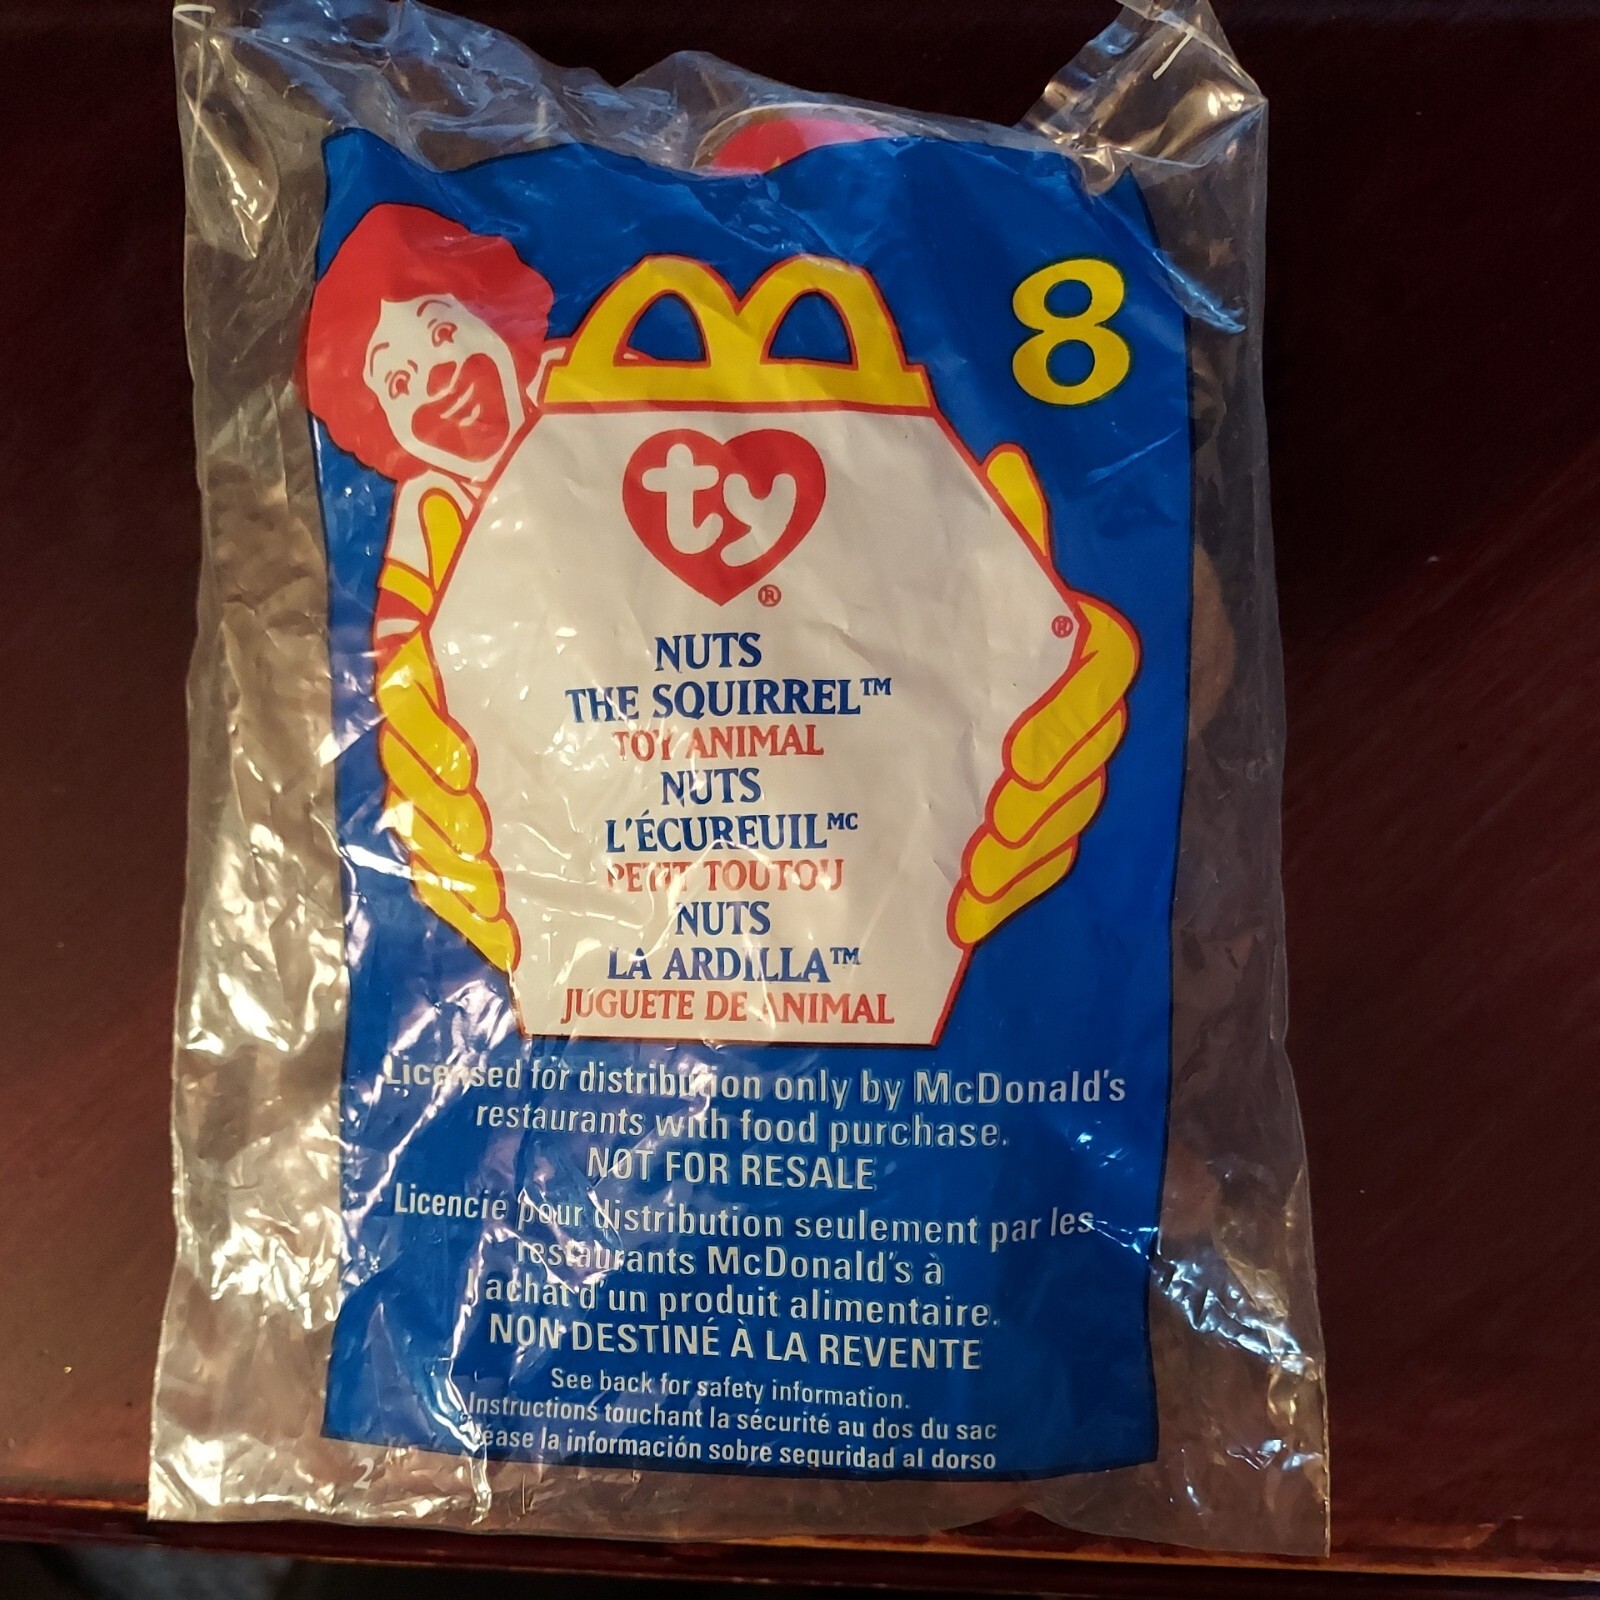 8
ty®
®
NUTS
THE SQUIRREL™
TOY ANIMAL
NUTS
L'ÉCUREUIL MC
PETIT TOUTOU
NUTS
LA ARDILLA™
JUGUETE DE ANIMAL
Licensed for distribution only by McDonald's
restaurants with food purchase.
NOT FOR RESALE
Licencié pour distribution seulement par les
restaurants McDonald's à
l'achat d'un produit alimentaire.
NON DESTINÉ À LA REVENTE
See back for safety information.
Instructions touchant la sécurité au dos du sac
Véase la información sobre seguridad al dorso
2